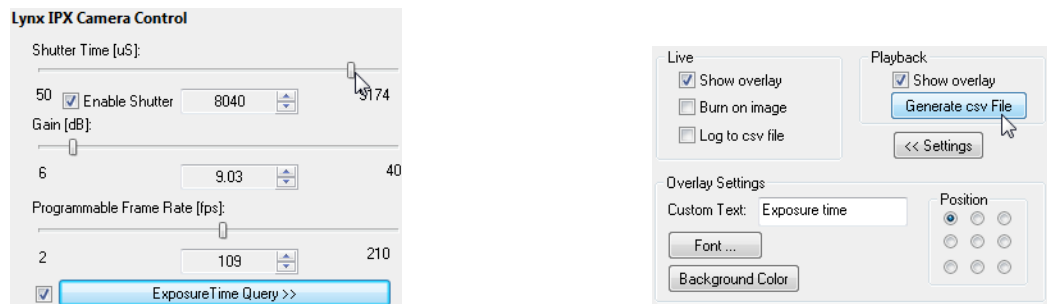 Lynx IPX Camera Control
Shutter Time [uS]:
50 Enable Shutter 8040 9174
Gain [dB]:
6 9.03 40
Programmable Frame Rate [fps]:
2 109 210
ExposureTime Query >>
Live
Show overlay
Burn on image
Log to csv file
Playback
Show overlay
Generate csv File
<< Settings
Overlay Settings
Custom Text: Exposure time
Font ...
Background Color
Position